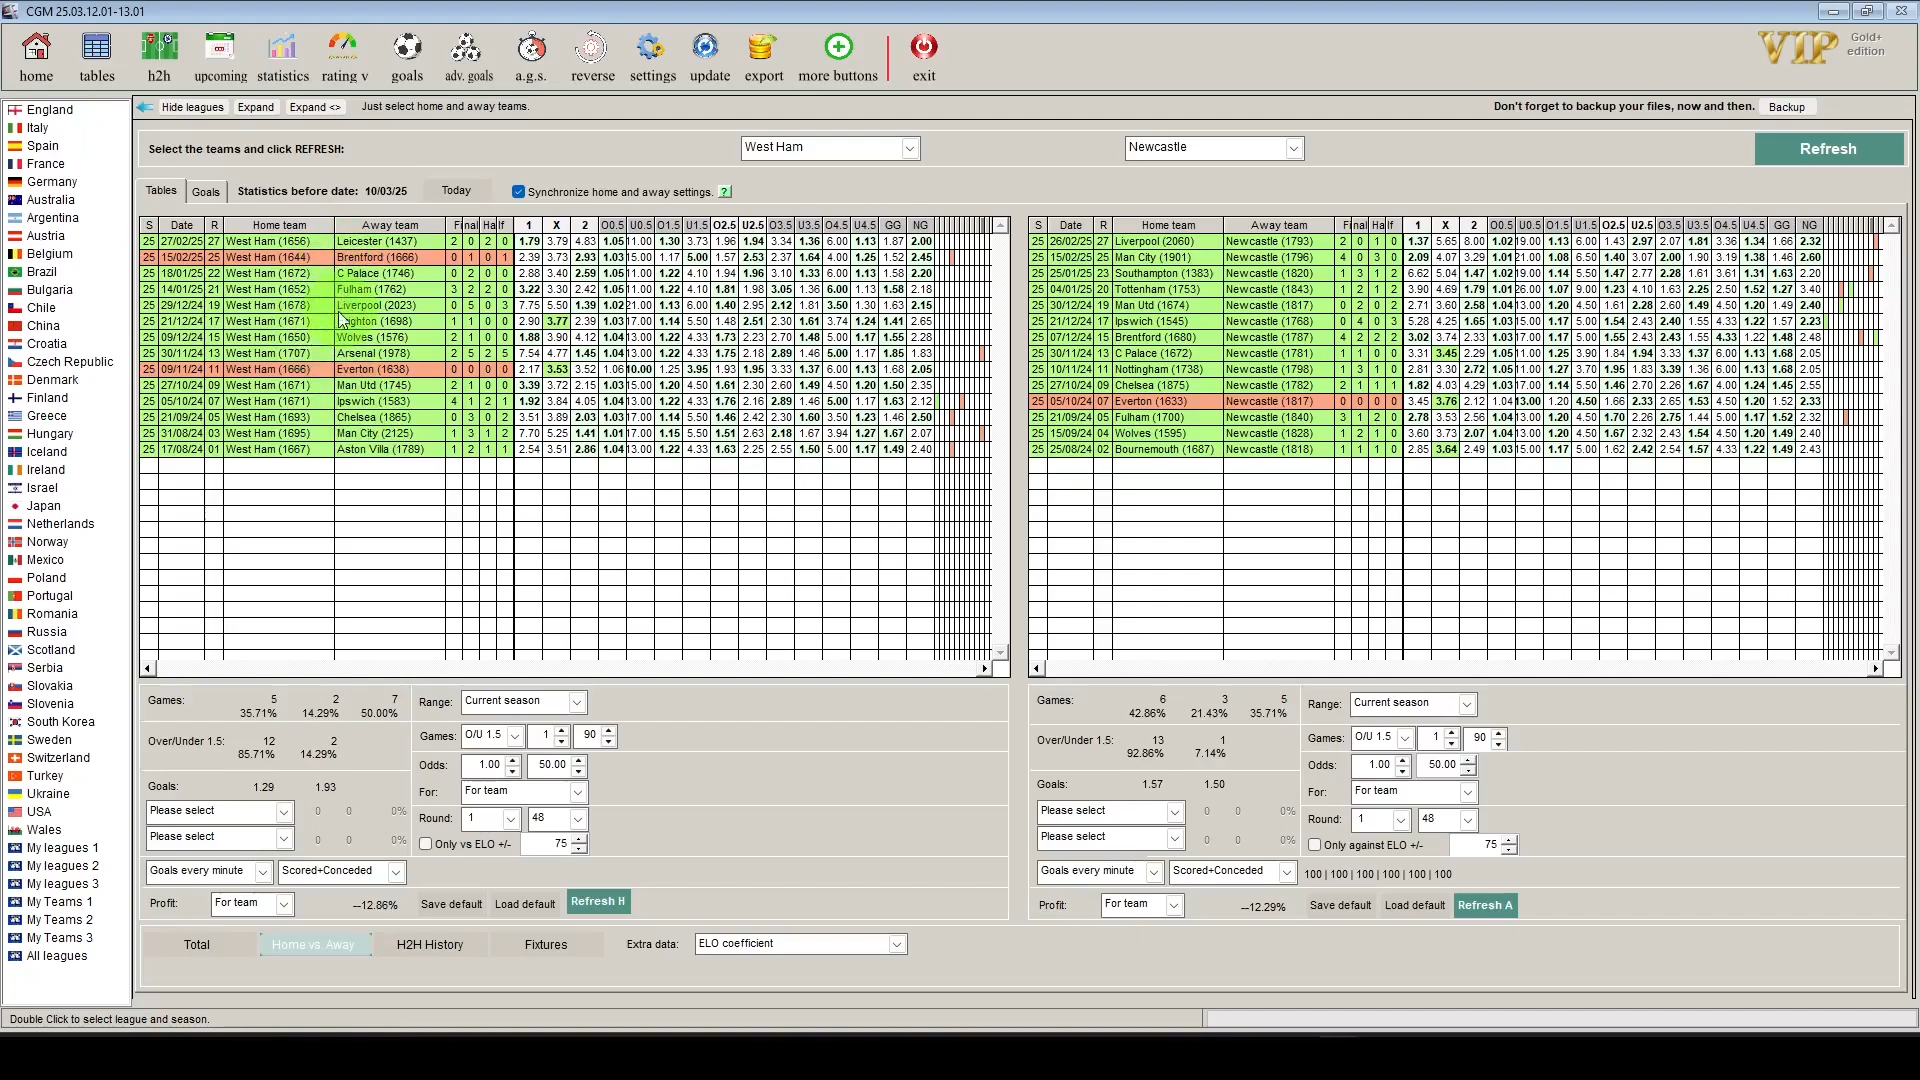 CGM 25.03.12.01-13.01
home tables h2h upcoming statistics rating v goals adv. goals a.g.s. reverse settings update export more buttons exit
VIP Gold+ edition
Hide leagues Expand Expand <> Just select home and away teams. Don't forget to backup your files, now and then. Backup
England
Italy
Spain
France
Germany
Australia
Argentina
Austria
Belgium
Brazil
Bulgaria
Chile
China
Croatia
Czech Republic
Denmark
Finland
Greece
Hungary
Iceland
Ireland
Israel
Japan
Netherlands
Norway
Mexico
Poland
Portugal
Romania
Russia
Scotland
Serbia
Slovakia
Slovenia
South Korea
Sweden
Switzerland
Turkey
Ukraine
USA
Wales
My leagues 1
My leagues 2
My leagues 3
My Teams 1
My Teams 2
My Teams 3
All leagues
Select the teams and click REFRESH: West Ham Newcastle Refresh
Tables Goals Statistics before date: 10/03/25 Today Synchronize home and away settings. ?
S Date R Home team Away team Final Half 1 X 2 O0.5 U0.5 O1.5 U1.5 O2.5 U2.5 O3.5 U3.5 O4.5 U4.5 GG NG
25 27/02/25 27 West Ham (1656) Leicester (1437) 2 0 2 0 1.79 3.79 4.83 1.05 11.00 1.30 3.73 1.96 1.94 3.34 1.36 6.00 1.13 1.87 2.00
25 15/02/25 25 West Ham (1644) Brentford (1666) 0 1 0 1 2.39 3.73 2.93 1.03 15.00 1.17 5.00 1.57 2.53 2.37 1.64 4.00 1.25 1.52 2.45
25 18/01/25 22 West Ham (1672) C Palace (1746) 0 2 0 0 2.88 3.40 2.59 1.05 11.00 1.22 4.10 1.94 1.96 3.10 1.33 6.00 1.13 1.58 2.20
25 14/01/25 21 West Ham (1652) Fulham (1762) 3 2 2 0 3.22 3.30 2.42 1.05 11.00 1.22 4.10 1.81 1.98 3.05 1.36 6.00 1.13 1.58 2.18
25 29/12/24 19 West Ham (1678) Liverpool (2023) 0 5 0 3 7.75 5.50 1.39 1.02 21.00 1.13 6.00 1.40 2.95 2.12 1.81 3.50 1.30 1.63 2.15
25 21/12/24 17 West Ham (1671) ighton (1698) 1 1 0 0 2.90 3.77 2.39 1.03 17.00 1.14 5.50 1.48 2.51 2.30 1.61 3.74 1.24 1.41 2.65
25 09/12/24 15 West Ham (1650) Wolves (1576) 2 1 0 0 1.88 3.90 4.12 1.04 13.00 1.22 4.33 1.73 2.23 2.70 1.48 5.00 1.17 1.55 2.28
25 30/11/24 13 West Ham (1707) Arsenal (1978) 2 5 2 5 7.54 4.77 1.45 1.04 13.00 1.22 4.33 1.75 2.18 2.89 1.46 5.00 1.17 1.85 1.83
25 09/11/24 11 West Ham (1666) Everton (1638) 0 0 0 0 2.17 3.53 3.52 1.06 10.00 1.25 3.95 1.93 1.95 3.33 1.37 6.00 1.13 1.68 2.05
25 27/10/24 09 West Ham (1671) Man Utd (1745) 2 1 0 0 3.39 3.72 2.15 1.03 15.00 1.20 4.50 1.61 2.30 2.60 1.49 4.50 1.20 1.50 2.35
25 05/10/24 07 West Ham (1671) Ipswich (1583) 4 1 2 1 1.92 3.84 4.05 1.04 13.00 1.22 4.33 1.76 2.16 2.89 1.46 5.00 1.17 1.63 2.12
25 21/09/24 05 West Ham (1693) Chelsea (1865) 0 3 0 2 3.51 3.89 2.03 1.03 17.00 1.14 5.50 1.46 2.42 2.30 1.60 3.50 1.23 1.46 2.50
25 31/08/24 03 West Ham (1695) Man City (2125) 1 3 1 2 7.70 5.25 1.41 1.01 17.00 1.15 5.50 1.51 2.63 2.18 1.67 3.94 1.27 1.67 2.07
25 17/08/24 01 West Ham (1667) Aston Villa (1789) 1 2 1 1 2.54 3.51 2.86 1.04 13.00 1.22 4.33 1.63 2.25 2.55 1.50 5.00 1.17 1.49 2.40
S Date R Home team Away team Final Half 1 X 2 O0.5 U0.5 O1.5 U1.5 O2.5 U2.5 O3.5 U3.5 O4.5 U4.5 GG NG
25 26/02/25 27 Liverpool (2060) Newcastle (1793) 2 0 1 0 1.37 5.65 8.00 1.02 19.00 1.13 6.00 1.43 2.97 2.07 1.81 3.36 1.34 1.66 2.32
25 15/02/25 25 Man City (1901) Newcastle (1796) 4 0 3 0 2.09 4.07 3.29 1.01 21.00 1.08 6.50 1.40 3.07 2.00 1.90 3.19 1.38 1.46 2.60
25 25/01/25 23 Southampton (1383) Newcastle (1820) 1 3 1 2 6.62 5.04 1.47 1.02 19.00 1.14 5.50 1.47 2.77 2.28 1.61 3.61 1.31 1.63 2.20
25 04/01/25 20 Tottenham (1753) Newcastle (1843) 1 2 1 2 3.90 4.69 1.79 1.01 26.00 1.07 9.00 1.23 4.10 1.63 2.25 2.50 1.52 1.27 3.40
25 30/12/24 19 Man Utd (1674) Newcastle (1817) 0 2 0 2 2.71 3.60 2.58 1.04 13.00 1.20 4.50 1.61 2.28 2.60 1.49 4.50 1.20 1.49 2.40
25 21/12/24 17 Ipswich (1545) Newcastle (1768) 0 4 0 3 5.28 4.25 1.65 1.03 15.00 1.17 5.00 1.54 2.43 2.40 1.55 4.33 1.22 1.57 2.23
25 07/12/24 15 Brentford (1680) Newcastle (1787) 4 2 2 2 3.02 3.74 2.33 1.03 15.00 1.17 5.00 1.55 2.43 2.43 1.55 4.33 1.22 1.48 2.48
25 30/11/24 13 C Palace (1672) Newcastle (1781) 1 1 0 0 3.31 3.45 2.29 1.05 11.00 1.25 3.90 1.84 1.94 3.33 1.37 6.00 1.13 1.68 2.05
25 10/11/24 11 Nottingham (1738) Newcastle (1798) 1 3 1 0 2.81 3.30 2.72 1.05 11.00 1.27 3.70 1.95 1.83 3.39 1.36 6.00 1.13 1.68 2.05
25 27/10/24 09 Chelsea (1875) Newcastle (1782) 2 1 1 1 1.82 4.03 4.29 1.03 17.00 1.14 5.50 1.46 2.70 2.26 1.67 4.00 1.24 1.45 2.55
25 05/10/24 07 Everton (1633) Newcastle (1817) 0 0 0 0 3.45 3.76 2.12 1.04 13.00 1.20 4.50 1.66 2.33 2.65 1.53 4.50 1.20 1.52 2.33
25 21/09/24 05 Fulham (1700) Newcastle (1840) 3 1 2 0 2.78 3.53 2.56 1.04 13.00 1.20 4.50 1.70 2.26 2.75 1.44 5.00 1.17 1.52 2.32
25 15/09/24 04 Wolves (1595) Newcastle (1828) 1 2 1 0 3.60 3.73 2.07 1.04 13.00 1.20 4.50 1.67 2.32 2.43 1.54 4.50 1.20 1.49 2.40
25 25/08/24 02 Bournemouth (1687) Newcastle (1818) 1 1 1 0 2.85 3.64 2.49 1.03 15.00 1.17 5.00 1.62 2.42 2.54 1.57 4.33 1.22 1.49 2.43
Games: 5 2 7
35.71% 14.29% 50.00%
Over/Under 1.5: 12 2
85.71% 14.29%
Goals: 1.29 1.93
Please select 0 0 0%
Please select 0 0 0%
Range: Current season
Games: O/U 1.5 1 90
Odds: 1.00 50.00
For: For team
Round: 1 48
Only vs ELO +/- 75
Goals every minute Scored+Conceded
Profit: For team --12.86% Save default Load default Refresh H
Games: 6 3 5
42.86% 21.43% 35.71%
Over/Under 1.5: 13 1
92.86% 7.14%
Goals: 1.57 1.50
Please select 0 0 0%
Please select 0 0 0%
Range: Current season
Games: O/U 1.5 1 90
Odds: 1.00 50.00
For: For team
Round: 1 48
Only against ELO +/- 75
Goals every minute Scored+Conceded 100 | 100 | 100 | 100 | 100 | 100
Profit: For team --12.29% Save default Load default Refresh A
Total Home vs. Away H2H History Fixtures Extra data: ELO coefficient
Double Click to select league and season.